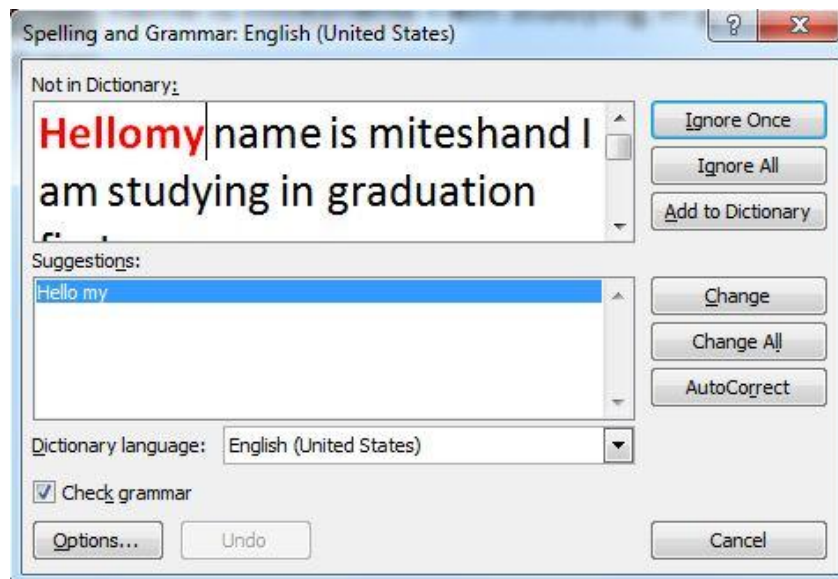 Spelling and Grammar: English (United States)
Not in Dictionary:
Hellomy name is miteshand I
am studying in graduation
Ignore Once
Ignore All
Add to Dictionary
Suggestions:
Hello my
Change
Change All
AutoCorrect
Dictionary language: English (United States)
Check grammar
Options...
Undo
Cancel